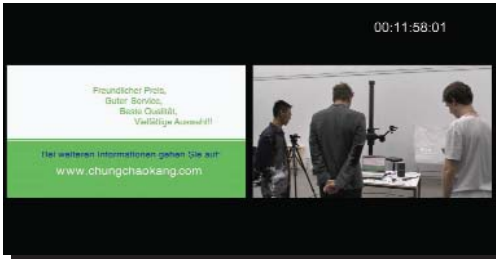 00:11:58:01
Freundlicher Preis,
Guter Service,
Beste Qualität,
Vielfältige Auswahl!!
Bei weiteren Informationen gehen Sie auf:
www.chungchaokang.com